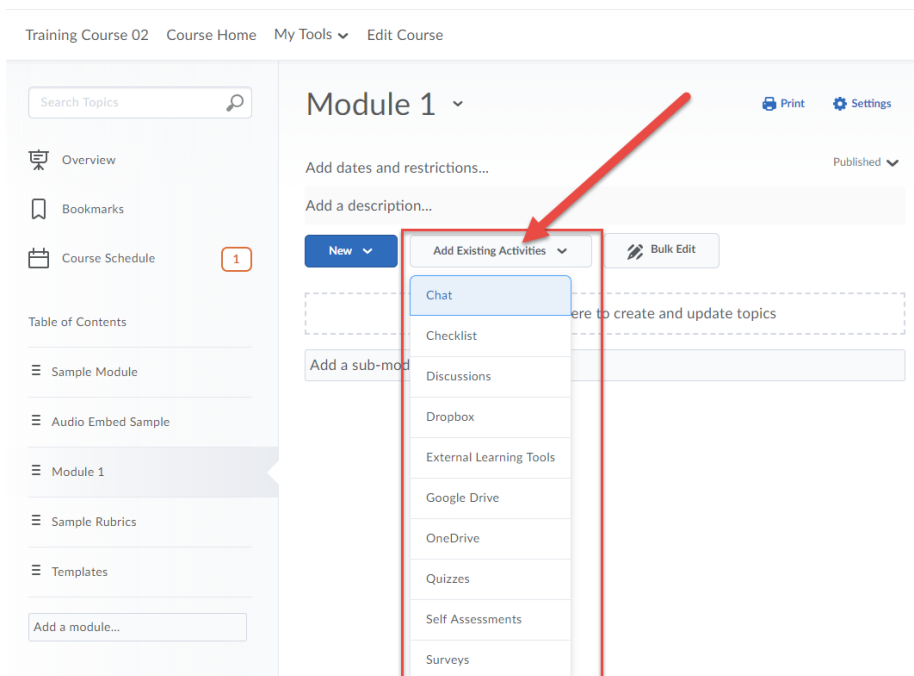 Training Course 02 Course Home My Tools Edit Course
Search Topics
Overview
Bookmarks
Course Schedule 1
Table of Contents
Sample Module
Audio Embed Sample
Module 1
Sample Rubrics
Templates
Add a module...
Module 1
Print Settings
Add dates and restrictions...
Published
Add a description...
New Add Existing Activities Bulk Edit
ere to create and update topics
Add a sub-mod
Chat
Checklist
Discussions
Dropbox
External Learning Tools
Google Drive
OneDrive
Quizzes
Self Assessments
Surveys